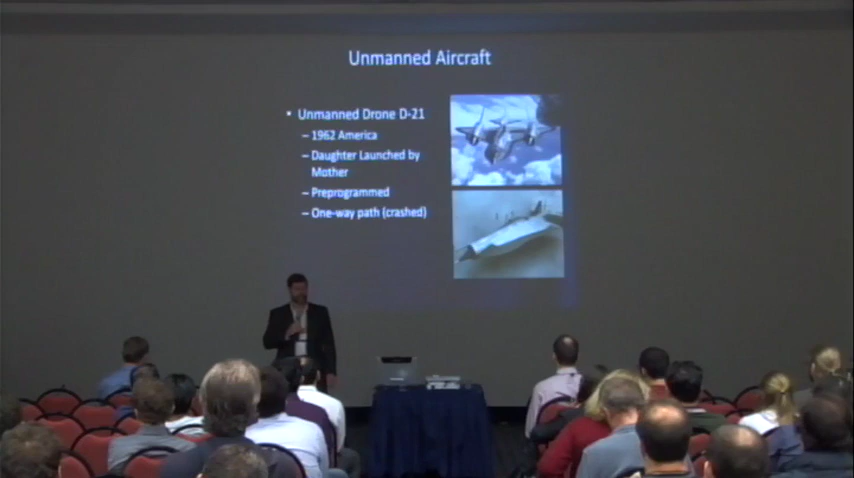 Unmanned Aircraft
• Unmanned Drone D-21
– 1962 America
– Daughter Launched by
Mother
– Preprogrammed
– One-way path (crashed)